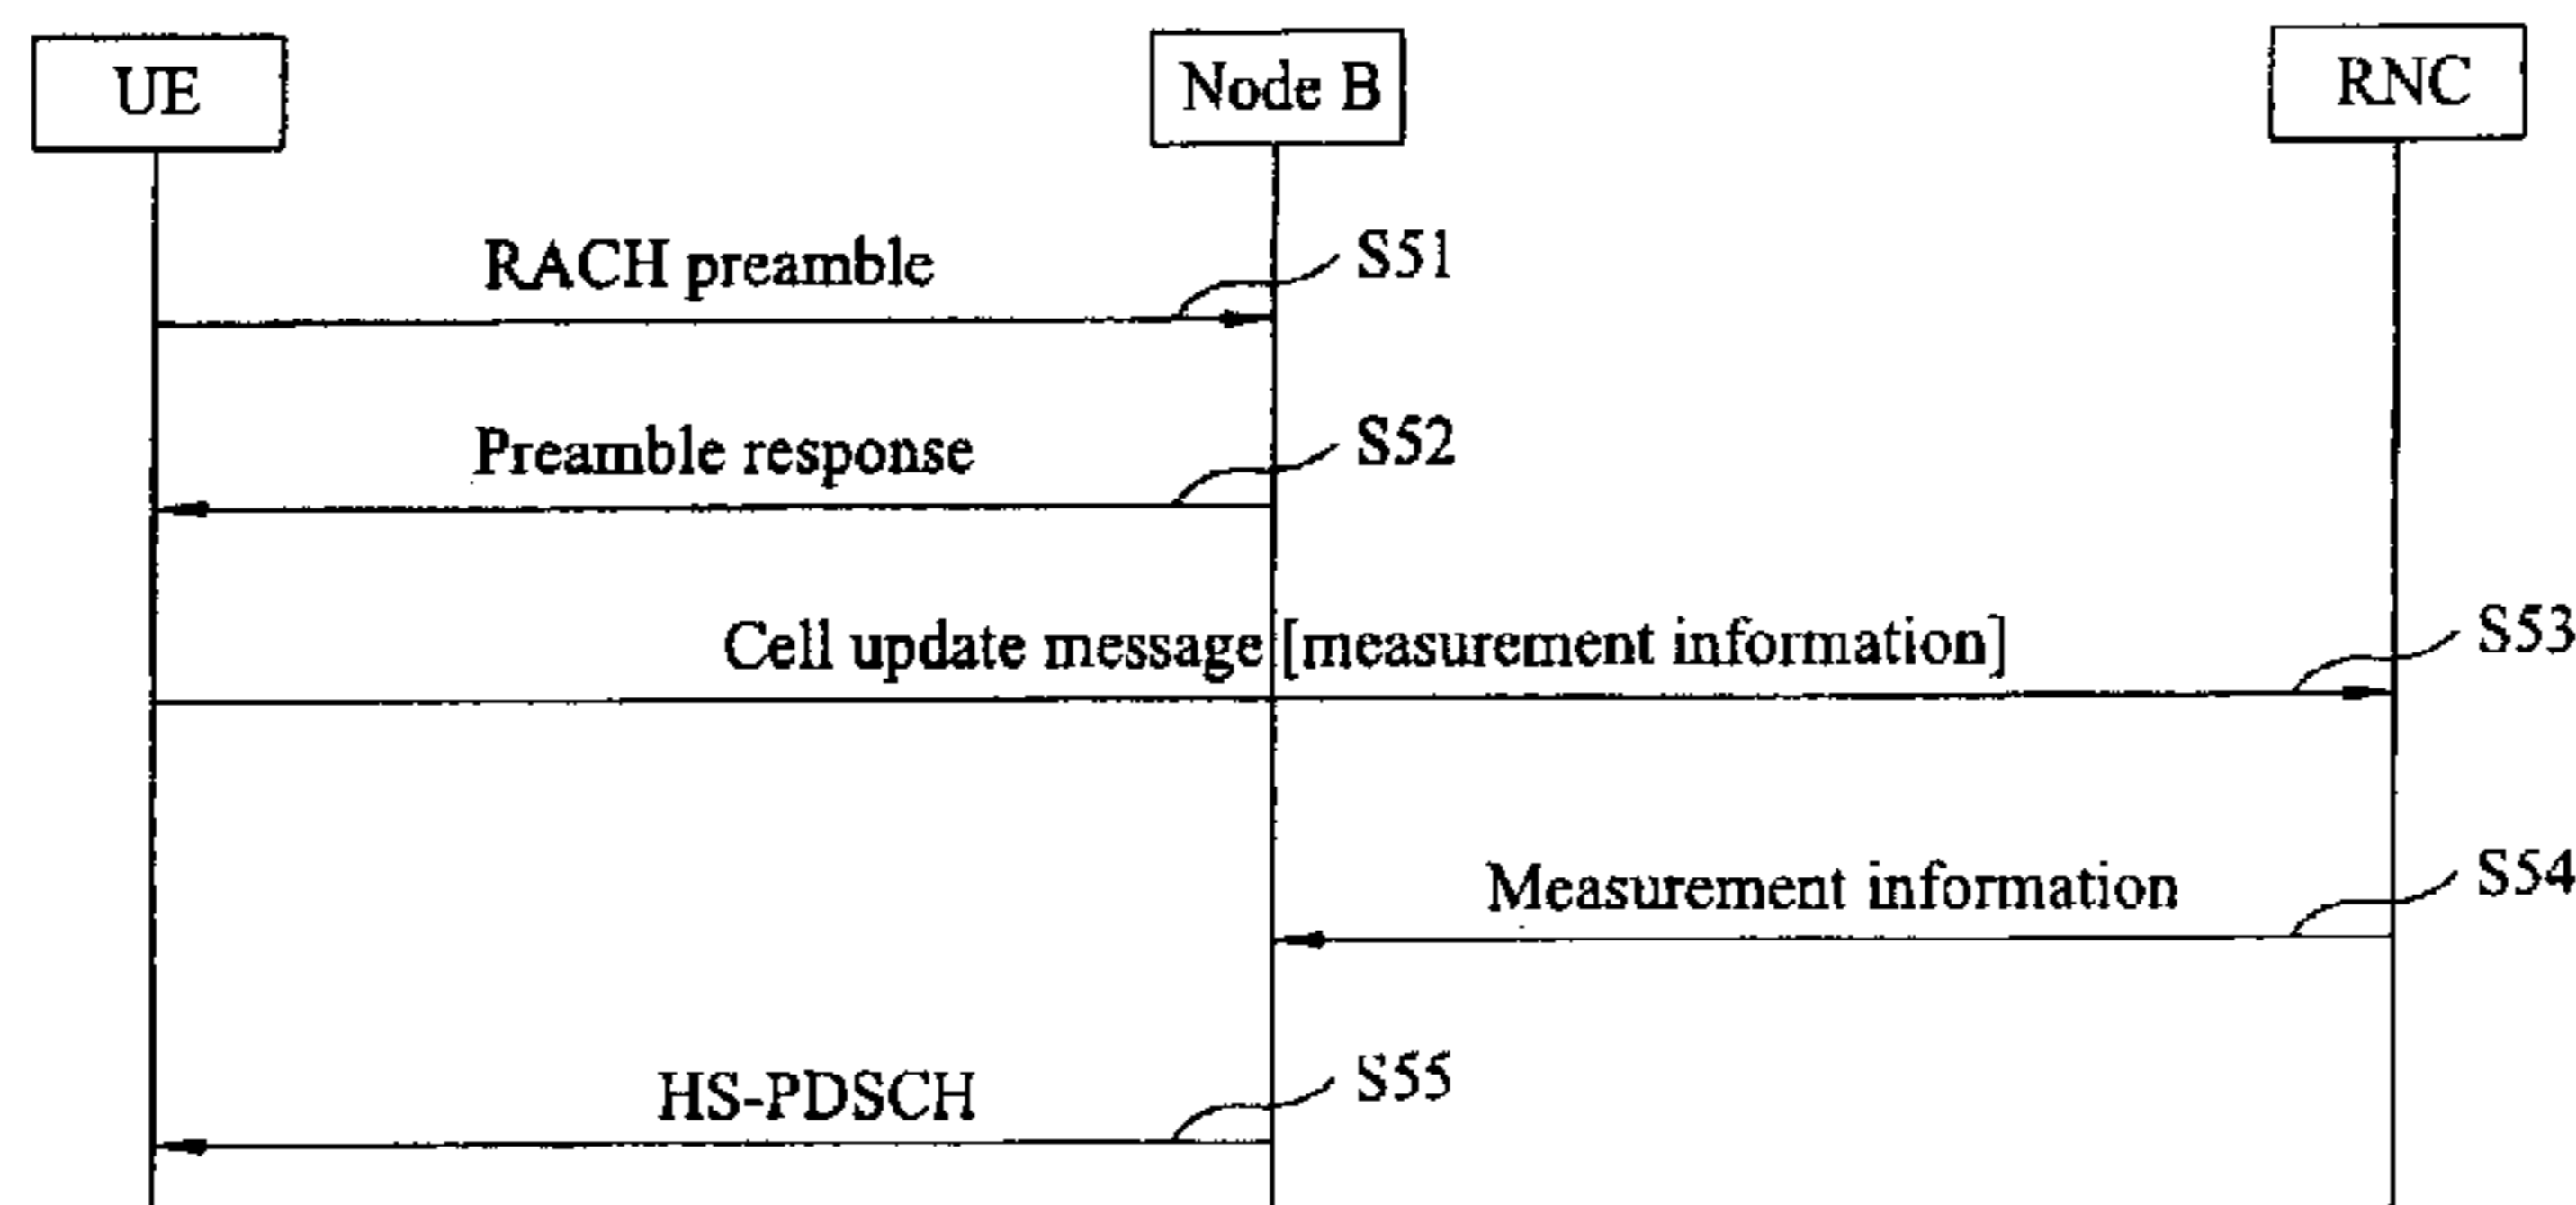 UE Node B RNC
RACH preamble S51
Preamble response S52
Cell update message [measurement information] S53
Measurement information S54
HS-PDSCH S55